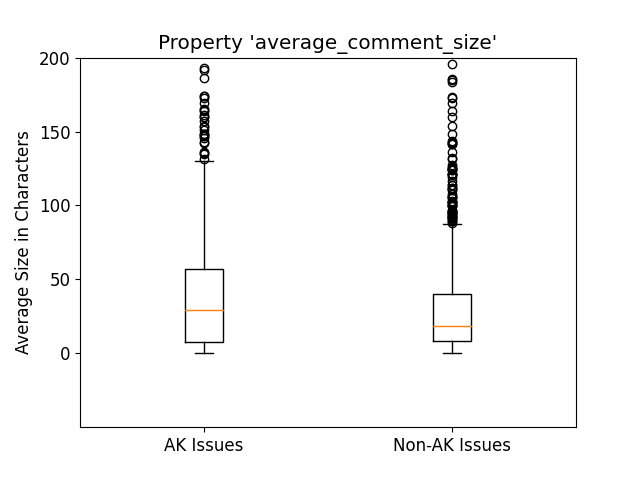 Property 'average_comment_size'
Average Size in Characters
200
150
100
50
0
AK Issues
Non-AK Issues